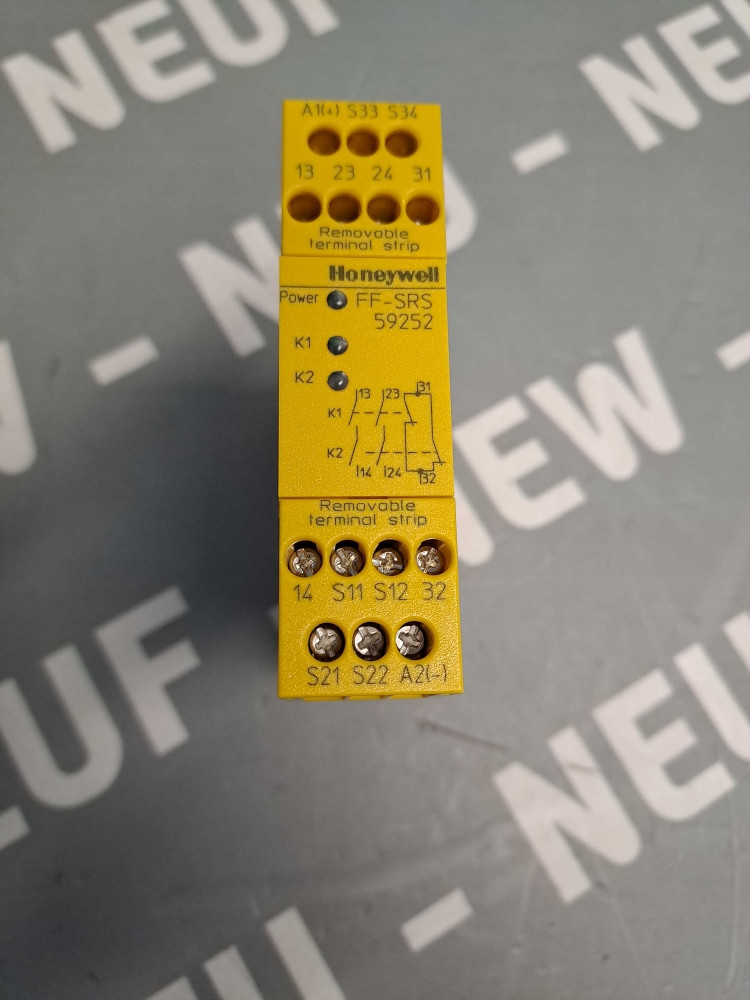 NEUF
NEU
A1(+) S33 S34
13 23 24 31
Removable
terminal strip
Honeywell
Power FF-SRS
59252
K1
K2
13 23 31
K1
K2
14 24 32
Removable
terminal strip
14 S11 S12 32
S21 S22 A2(-)
- NEW -
EUF
- NEU